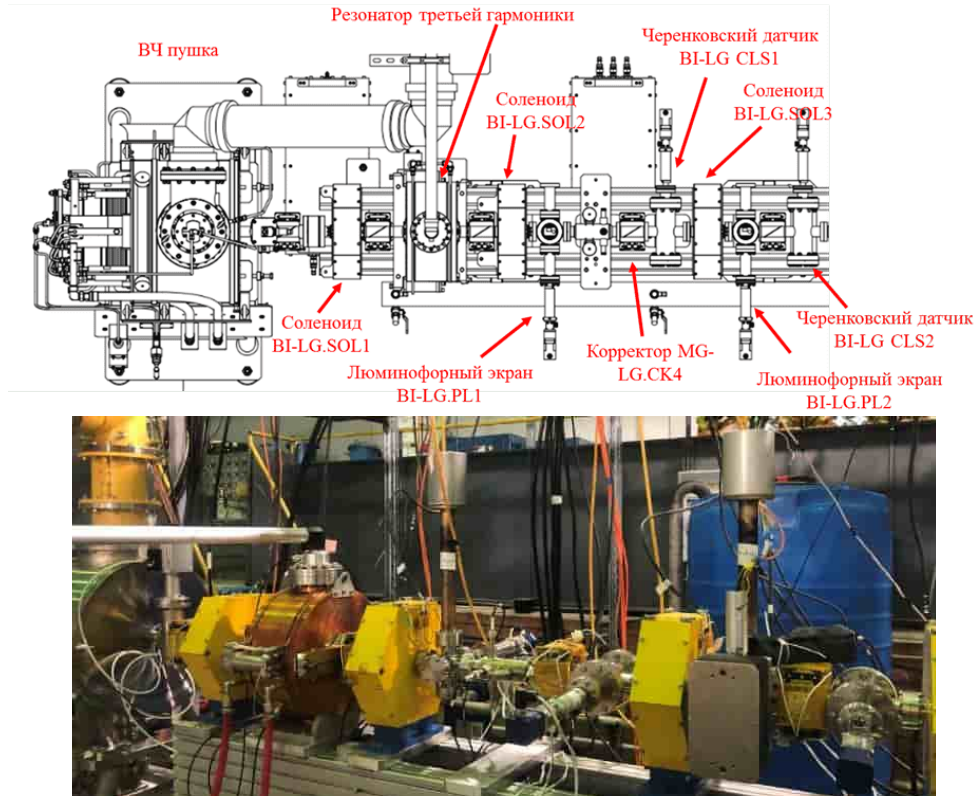 Резонатор третьей гармоники
ВЧ пушка
Черенковский датчик
BI-LG CLS1
Соленоид
BI-LG.SOL2
Соленоид
BI-LG.SOL3
Соленоид
BI-LG.SOL1
Люминофорный экран
BI-LG.PL1
Корректор MG-
LG.CK4
Черенковский датчик
BI-LG CLS2
Люминофорный экран
BI-LG.PL2